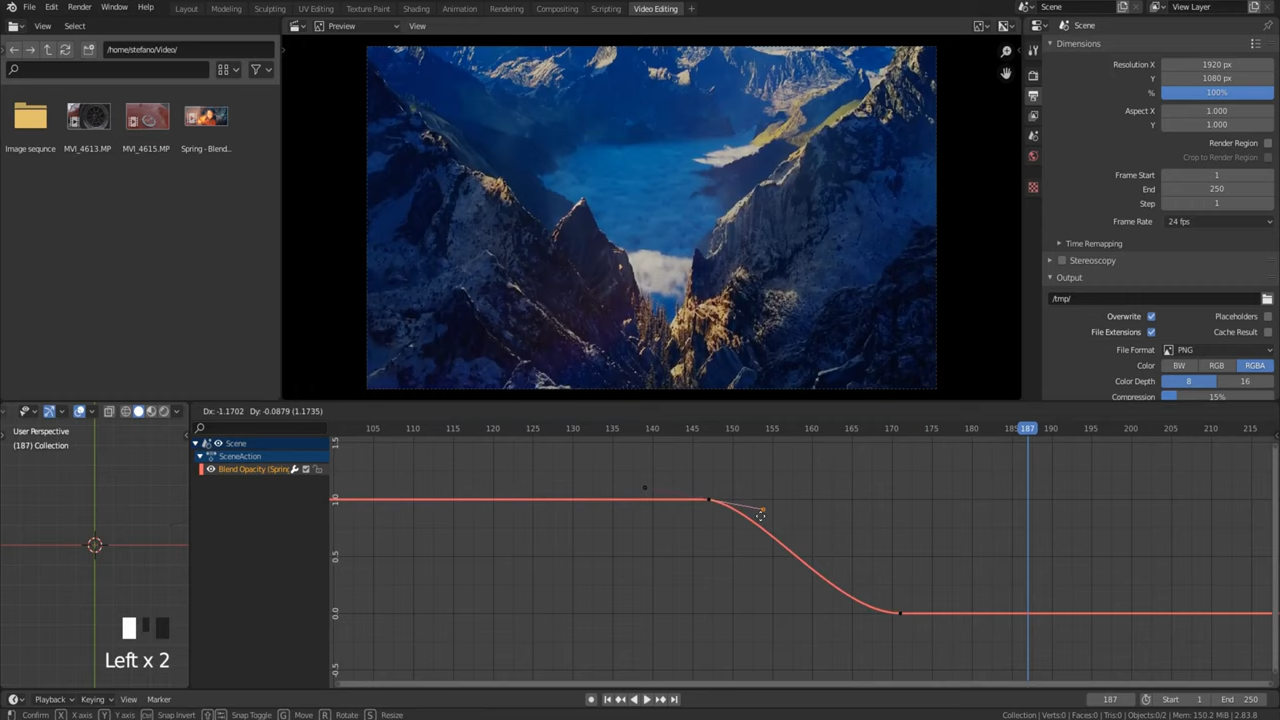 File Edit Render Window Help Layout Modeling Sculpting UV Editing Texture Paint Shading Animation Rendering Compositing Scripting Video Editing + Scene View Layer
View Select Preview View Scene
/home/stefano/Video/
Image sequnce MVI_4613.MP MVI_4615.MP Spring - Blend...
Dimensions
Resolution X 1920 px
Y 1080 px
% 100%
Aspect X 1.000
Y 1.000
Render Region
Crop to Render Region
Frame Start 1
End 250
Step 1
Frame Rate 24 fps
Time Remapping
Stereoscopy
Output
/tmp/
Overwrite Placeholders
File Extensions Cache Result
File Format PNG
Color BW RGB RGBA
Color Depth 8 16
Compression 15%
Dx: -1.1702 Dy: -0.0879 (1.1735)
User Perspective
(187) Collection
105 110 115 120 125 130 135 140 145 150 155 160 165 170 175 180 185 187 190 195 200 205 210 215
Scene
SceneAction
Blend Opacity (Spring
1.5
1.0
0.5
0.0
-0.5
Left x 2
Playback Keying View Marker 187 Start 1 End 250
Confirm X X axis Y Y axis Ctrl Snap Invert Snap Toggle G Move R Rotate S Resize Collection | Verts:0 | Faces:0 | Tris:0 | Objects:0/2 | Mem: 150.2 MiB | 2.83.8